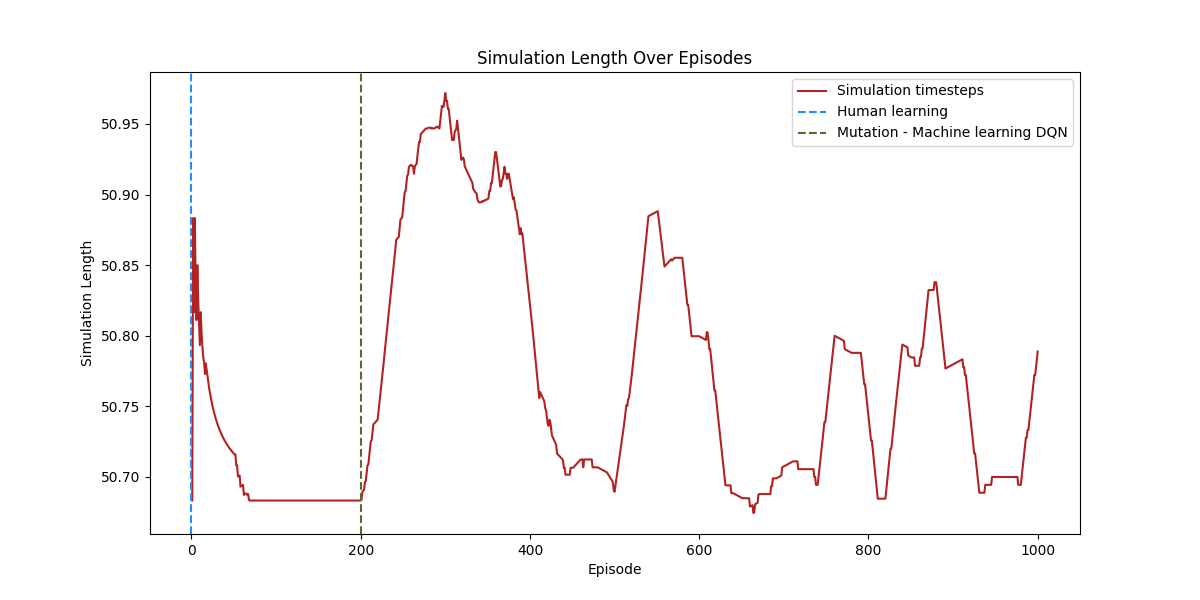 Simulation Length Over Episodes
Simulation timesteps
Human learning
Mutation - Machine learning DQN
Simulation Length
50.95
50.90
50.85
50.80
50.75
50.70
0 200 400 600 800 1000
Episode